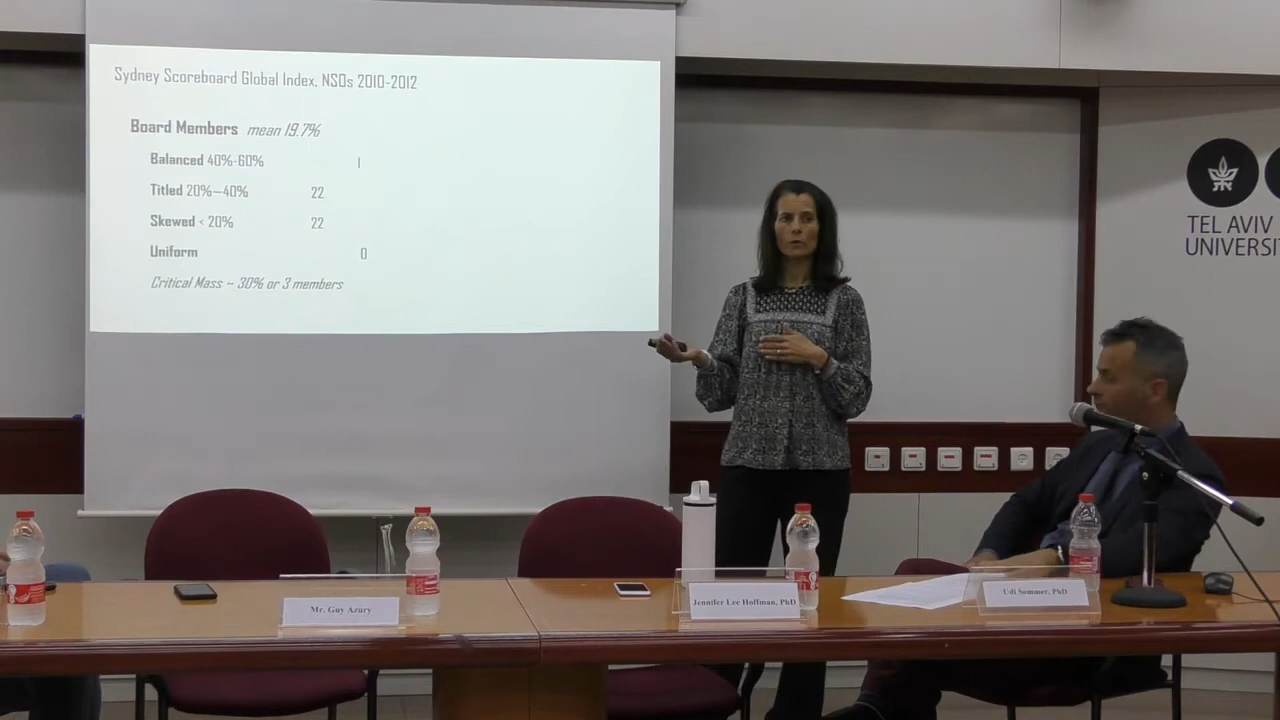 Sydney Scoreboard Global Index, NSOs 2010-2012
Board Members mean 19.7%
Balanced 40%-60% 1
Titled 20%—40% 22
Skewed < 20% 22
Uniform 0
Critical Mass – 30% or 3 members
TEL AVIV
UNIVERSI
Mr. Guy Azury
Jennifer Lee Hoffman, PhD
Udi Sommer, PhD